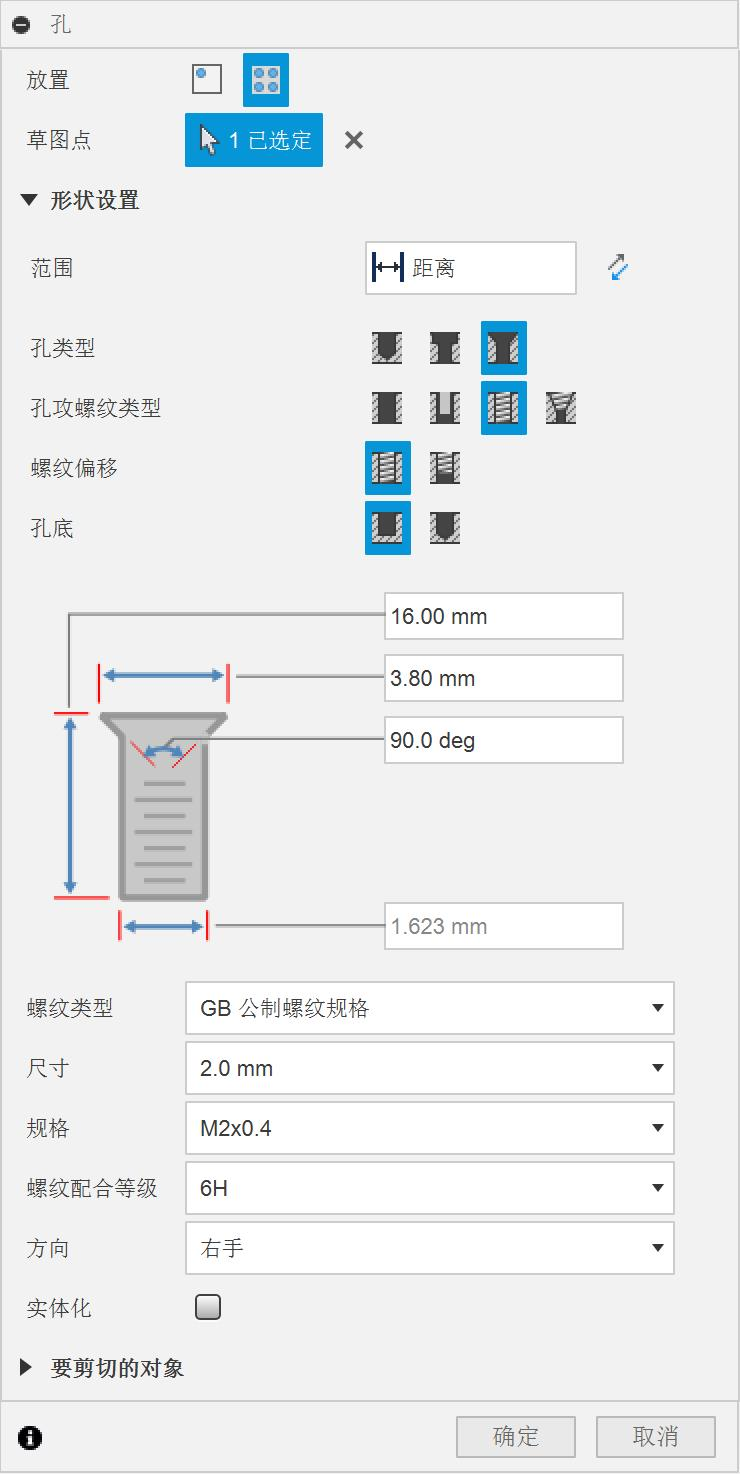 孔
放置
草图点 1 已选定
形状设置
范围 距离
孔类型
孔攻螺纹类型
螺纹偏移
孔底
16.00 mm
3.80 mm
90.0 deg
1.623 mm
螺纹类型 GB 公制螺纹规格
尺寸 2.0 mm
规格 M2x0.4
螺纹配合等级 6H
方向 右手
实体化
要剪切的对象
确定 取消